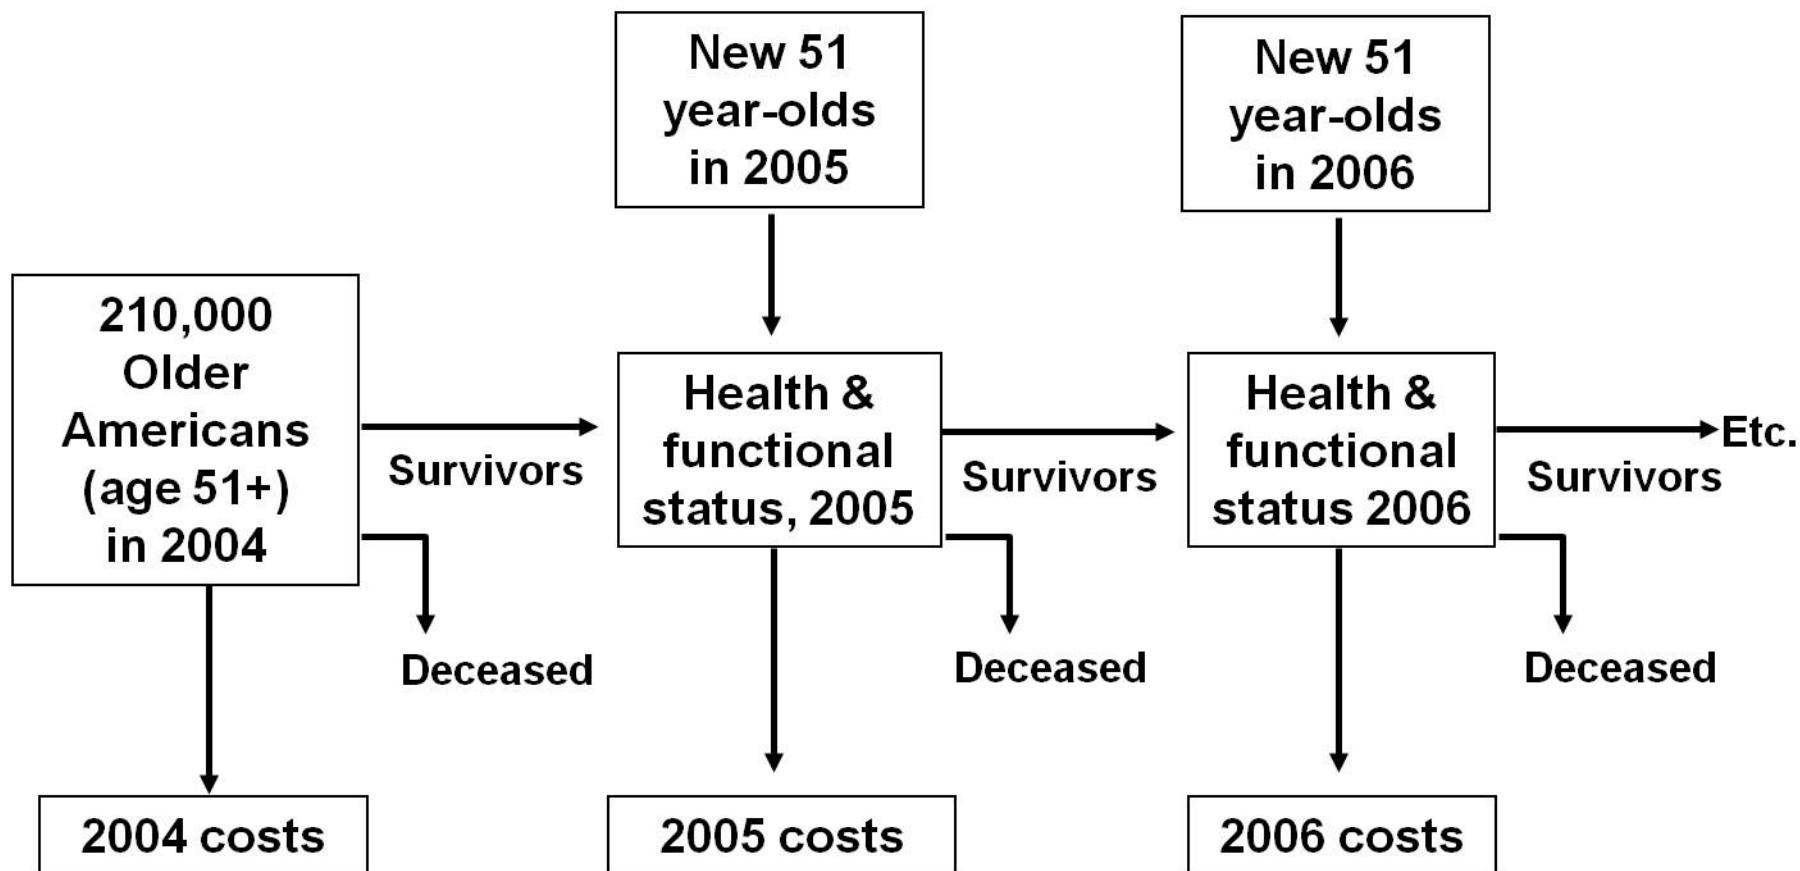 New 51
year-olds
in 2005
New 51
year-olds
in 2006
210,000
Older
Americans
(age 51+)
in 2004
Survivors
Health &
functional
status, 2005
Survivors
Health &
functional
status 2006
Etc.
Survivors
Deceased
Deceased
Deceased
2004 costs
2005 costs
2006 costs